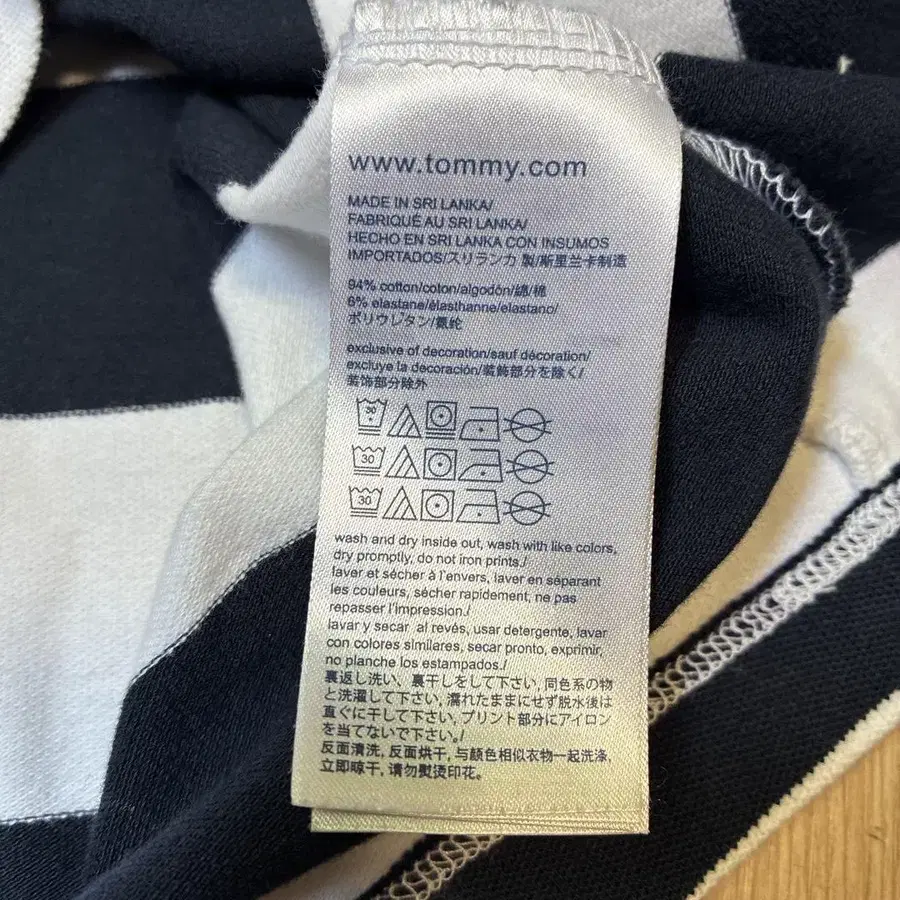 www.tommy.com
MADE IN SRI LANKA/
FABRIQUÉ AU SRI LANKA/
HECHO EN SRI LANKA CON INSUMOS
IMPORTADOS/スリランカ 製/斯里兰卡制造
94% cotton/coton/algodón/綿/棉
6% elastane/élasthanne/elastano/
ポリウレタン/氨纶
exclusive of decoration/sauf décoration/
excluye la decoración/装飾部分を除く/
装饰部分除外
30
30
30
wash and dry inside out, wash with like colors,
dry promptly, do not iron prints./
laver et sécher à l'envers, laver en séparant
les couleurs, sécher rapidement, ne pas
repasser l'impression./
lavar y secar al revés, usar detergente, lavar
con colores similares, secar pronto, exprimir,
no planche los estampados./
裏返し洗い、裏干しをして下さい, 同色系の物
と洗濯して下さい, 濡れたままにせず脱水後は
直ぐに干して下さい, プリント部分にアイロン
を当てないで下さい。/
反面清洗, 反面烘干, 与颜色相似衣物一起洗涤,
立即晾干, 请勿熨烫印花。